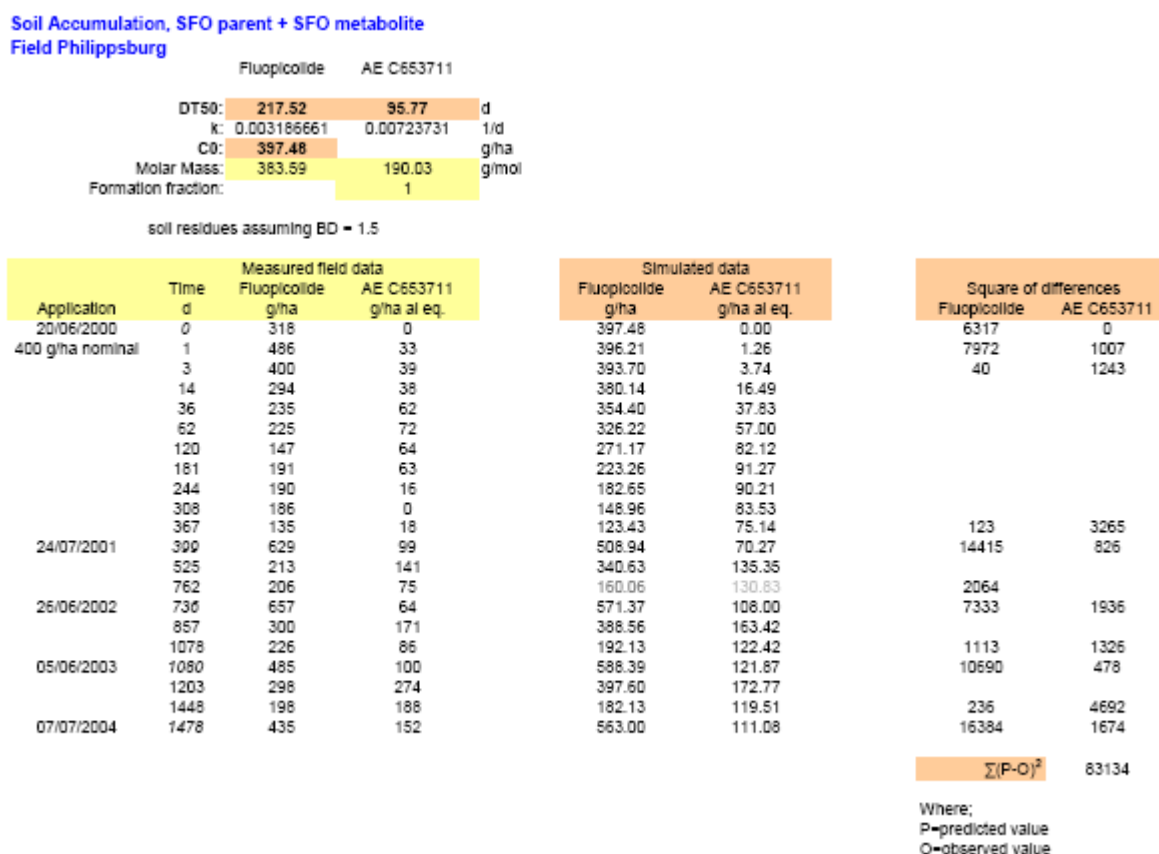 Soil Accumulation, SFO parent + SFO metabolite
Field Philippsburg
Fluopicolide AE C653711
DT50: 217.52 95.77 d
k: 0.003186661 0.00723731 1/d
C0: 397.48 g/ha
Molar Mass: 383.59 190.03 g/mol
Formation fraction: 1
soil residues assuming BD = 1.5
Measured field data Simulated data
Time Fluopicolide AE C653711 Fluopicolide AE C653711 Square of differences
Application d g/ha g/ha ai eq. g/ha g/ha ai eq. Fluopicolide AE C653711
20/06/2000 0 318 0 397.48 0.00 6317 0
400 g/ha nominal 1 486 33 396.21 1.26 7972 1007
3 400 39 393.70 3.74 40 1243
14 294 38 380.14 16.49
36 235 62 354.40 37.83
62 225 72 326.22 57.00
120 147 64 271.17 82.12
181 191 63 223.26 91.27
244 190 16 182.65 90.21
308 186 0 148.96 83.53
367 135 18 123.43 75.14 123 3265
24/07/2001 399 629 99 508.94 70.27 14415 826
525 213 141 340.63 135.35
762 206 75 160.06 130.83 2064
26/06/2002 736 657 64 571.37 108.00 7333 1936
857 300 171 388.56 163.42
1078 226 86 192.13 122.42 1113 1326
05/06/2003 1080 485 100 588.39 121.87 10690 478
1203 298 274 397.60 172.77
1448 198 188 182.13 119.51 236 4692
07/07/2004 1478 435 152 563.00 111.08 16384 1674
∑(P-O)² 83134
Where;
P=predicted value
O=observed value